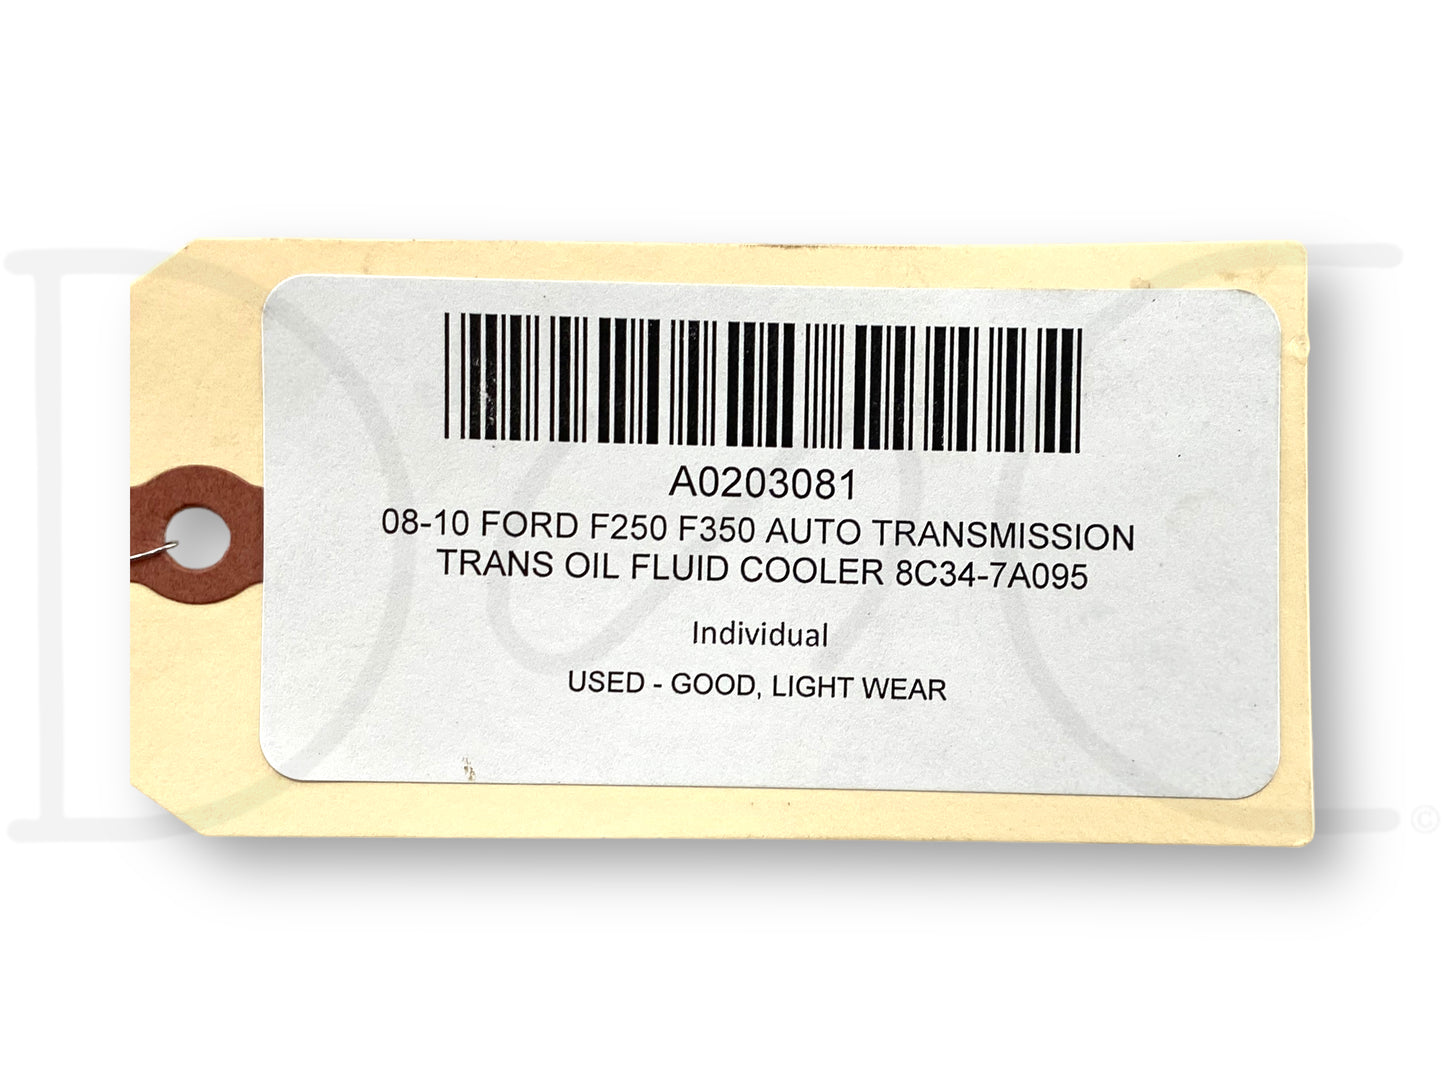 A0203081
08-10 FORD F250 F350 AUTO TRANSMISSION
TRANS OIL FLUID COOLER 8C34-7A095
Individual
USED - GOOD, LIGHT WEAR